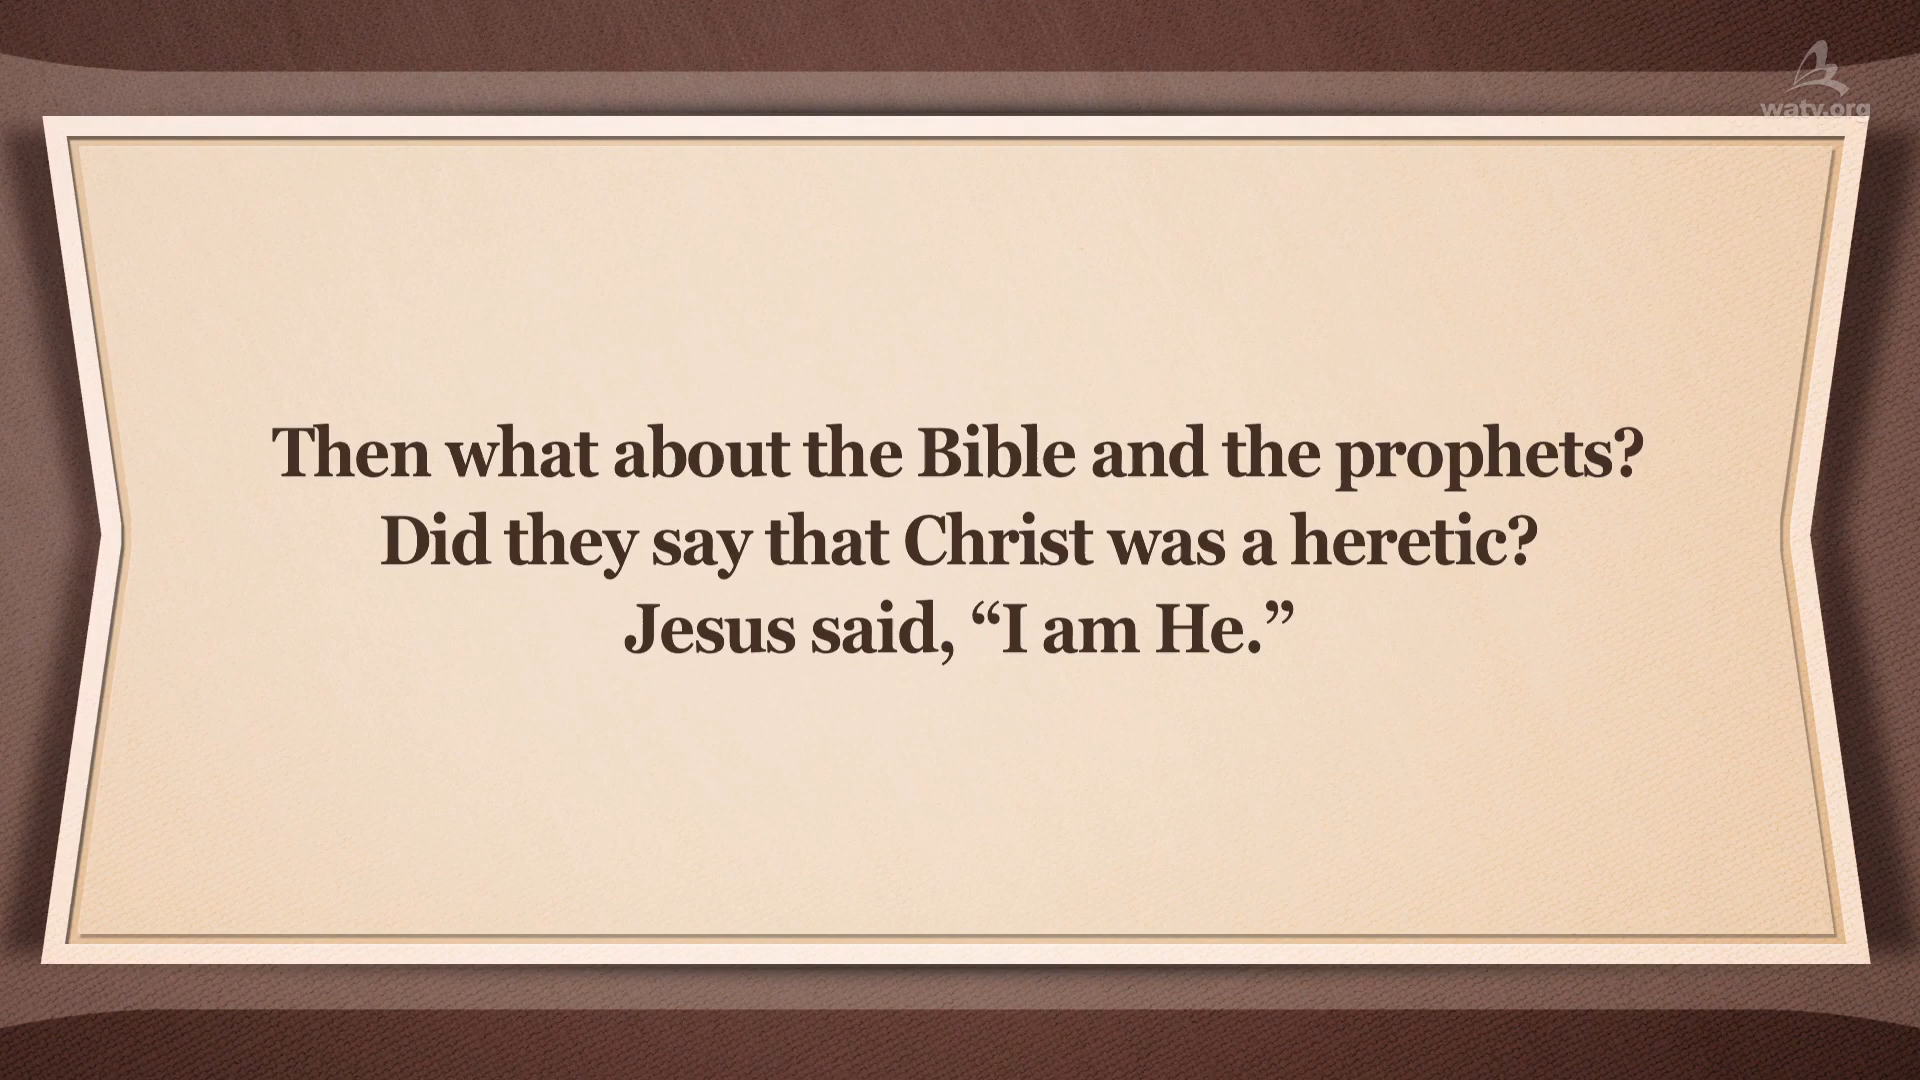 watv.org
Then what about the Bible and the prophets?
Did they say that Christ was a heretic?
Jesus said, “I am He.”